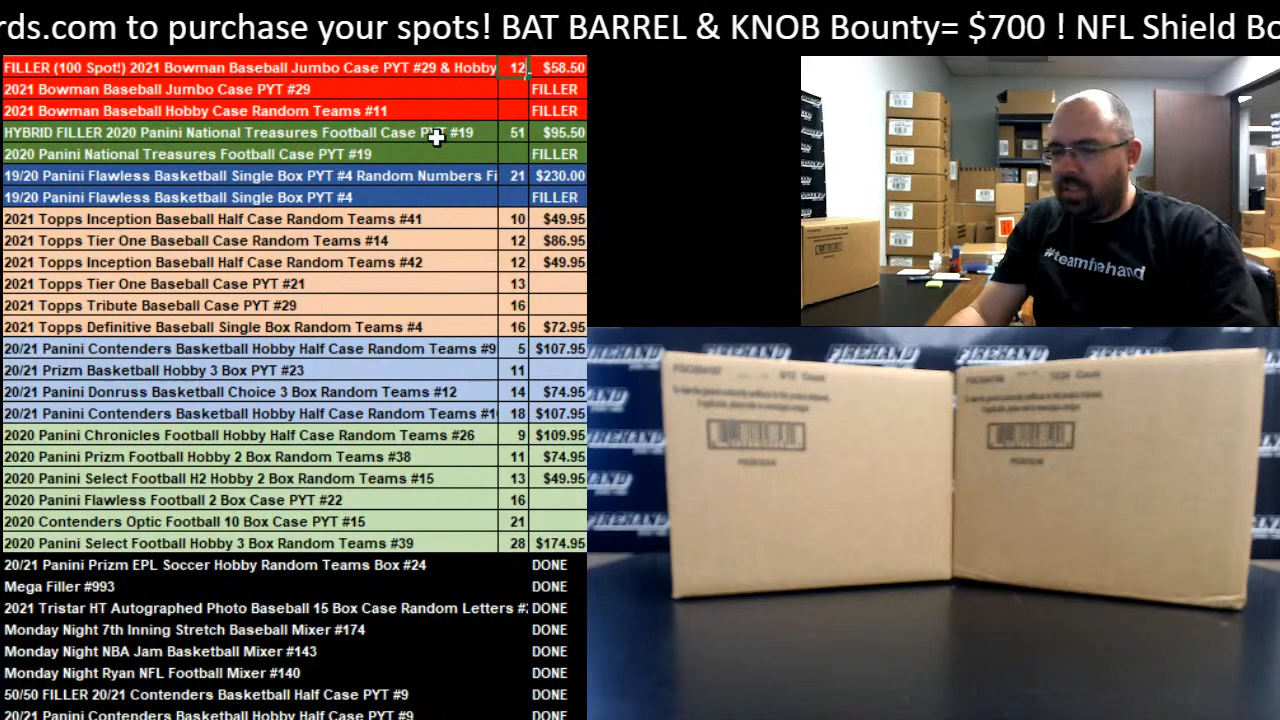 rds.com to purchase your spots! BAT BARREL & KNOB Bounty= $700 ! NFL Shield Bo
FILLER (100 Spot!) 2021 Bowman Baseball Jumbo Case PYT #29 & Hobby 12 $58.50
2021 Bowman Baseball Jumbo Case PYT #29 FILLER
2021 Bowman Baseball Hobby Case Random Teams #11 FILLER
HYBRID FILLER 2020 Panini National Treasures Football Case #19 51 $95.50
2020 Panini National Treasures Football Case PYT #19 FILLER
19/20 Panini Flawless Basketball Single Box PYT #4 Random Numbers Fi 21 $230.00
19/20 Panini Flawless Basketball Single Box PYT #4 FILLER
2021 Topps Inception Baseball Half Case Random Teams #41 10 $49.95
2021 Topps Tier One Baseball Case Random Teams #14 12 $86.95
2021 Topps Inception Baseball Half Case Random Teams #42 12 $49.95
2021 Topps Tier One Baseball Case PYT #21 13
2021 Topps Tribute Baseball Case PYT #29 16
2021 Topps Definitive Baseball Single Box Random Teams #4 16 $72.95
20/21 Panini Contenders Basketball Hobby Half Case Random Teams #9 5 $107.95
20/21 Prizm Basketball Hobby 3 Box PYT #23 11
20/21 Panini Donruss Basketball Choice 3 Box Random Teams #12 14 $74.95
20/21 Panini Contenders Basketball Hobby Half Case Random Teams #1 18 $107.95
2020 Panini Chronicles Football Hobby Half Case Random Teams #26 9 $109.95
2020 Panini Prizm Football Hobby 2 Box Random Teams #38 11 $74.95
2020 Panini Select Football H2 Hobby 2 Box Random Teams #15 13 $49.95
2020 Panini Flawless Football 2 Box Case PYT #22 16
2020 Contenders Optic Football 10 Box Case PYT #15 21
2020 Panini Select Football Hobby 3 Box Random Teams #39 28 $174.95
20/21 Panini Prizm EPL Soccer Hobby Random Teams Box #24 DONE
Mega Filler #993 DONE
2021 Tristar HT Autographed Photo Baseball 15 Box Case Random Letters #2 DONE
Monday Night 7th Inning Stretch Baseball Mixer #174 DONE
Monday Night NBA Jam Basketball Mixer #143 DONE
Monday Night Ryan NFL Football Mixer #140 DONE
50/50 FILLER 20/21 Contenders Basketball Half Case PYT #9 DONE
20/21 Panini Contenders Basketball Hobby Half Case PYT #9 DONE
#teamfirehand
FIREHAND FIREHAND FIREHAND
Count
Count
FIREHAND